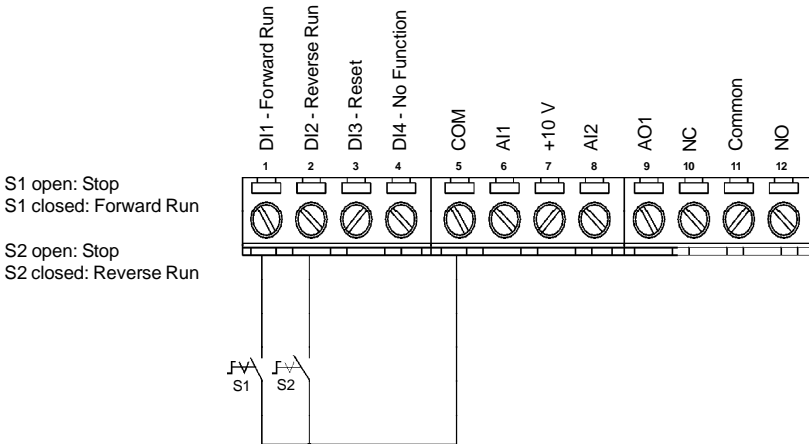 DI1 - Forward Run
DI2 - Reverse Run
DI3 - Reset
DI4 - No Function
COM
AI1
+10 V
AI2
AO1
NC
Common
NO
1 2 3 4 5 6 7 8 9 10 11 12
S1 open: Stop
S1 closed: Forward Run
S2 open: Stop
S2 closed: Reverse Run
S1 S2